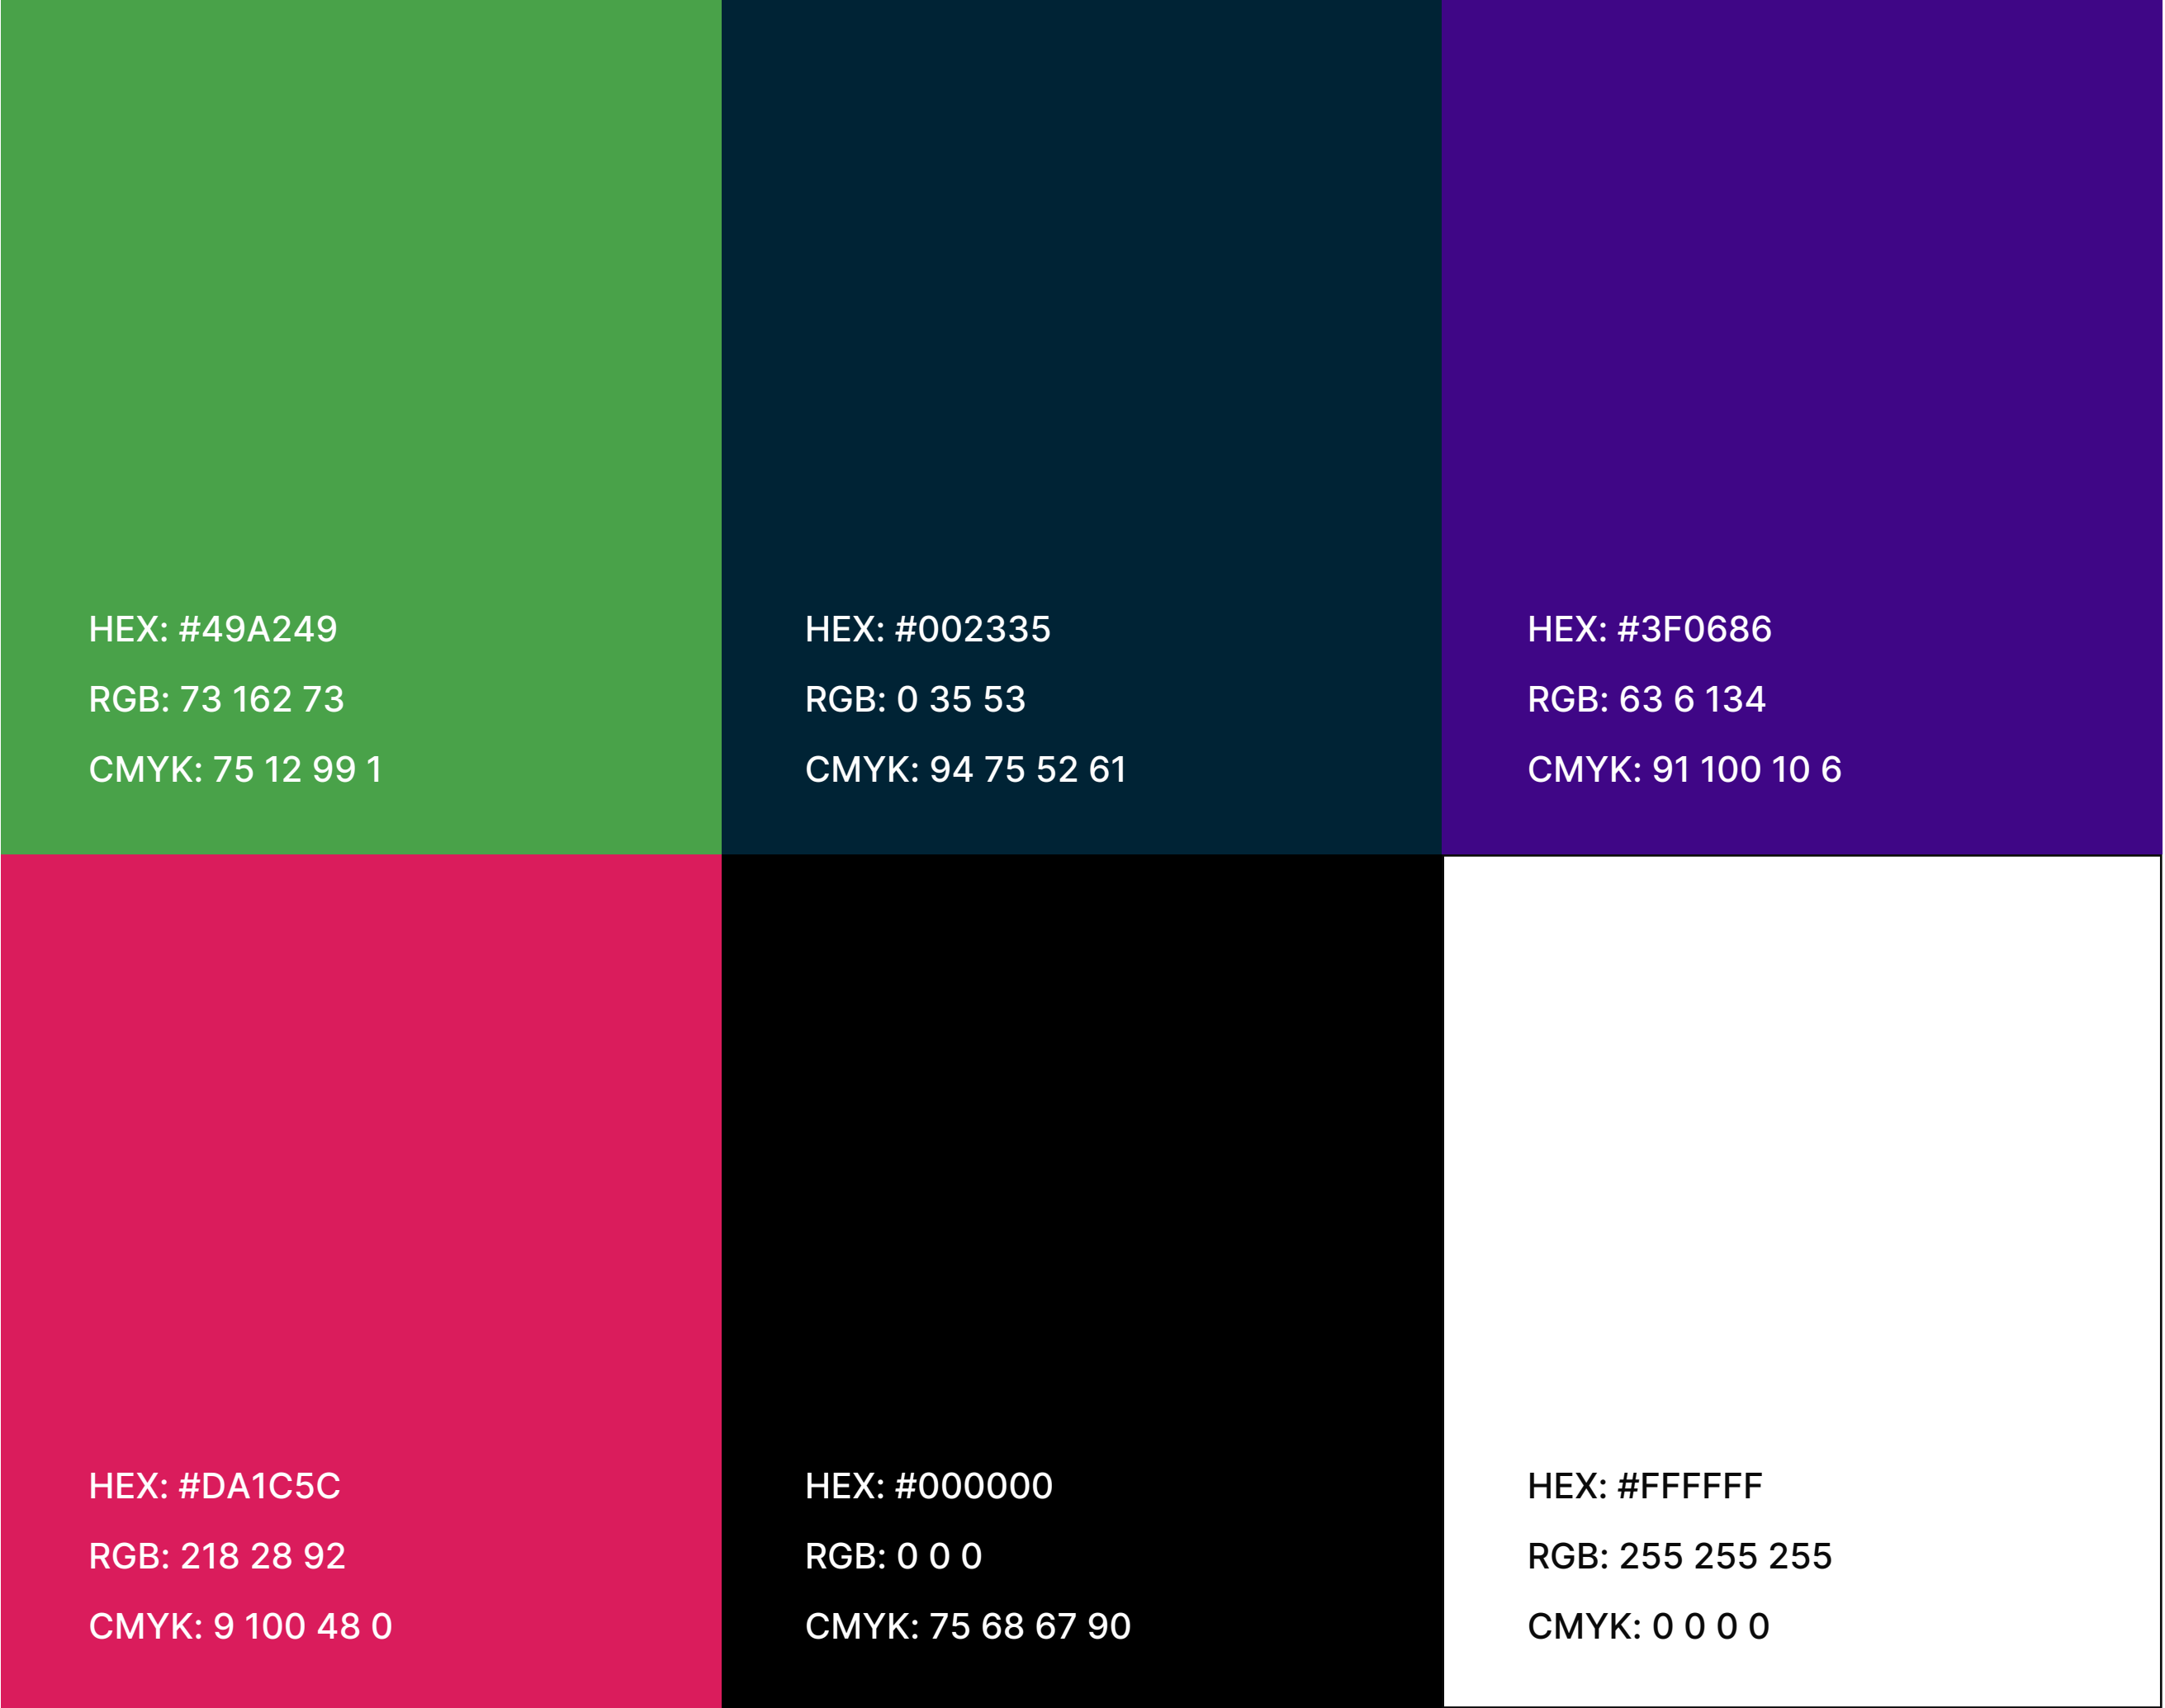 HEX: #49A249
RGB: 73 162 73
CMYK: 75 12 99 1
HEX: #002335
RGB: 0 35 53
CMYK: 94 75 52 61
HEX: #3F0686
RGB: 63 6 134
CMYK: 91 100 10 6
HEX: #DA1C5C
RGB: 218 28 92
CMYK: 9 100 48 0
HEX: #000000
RGB: 0 0 0
CMYK: 75 68 67 90
HEX: #FFFFFF
RGB: 255 255 255
CMYK: 0 0 0 0